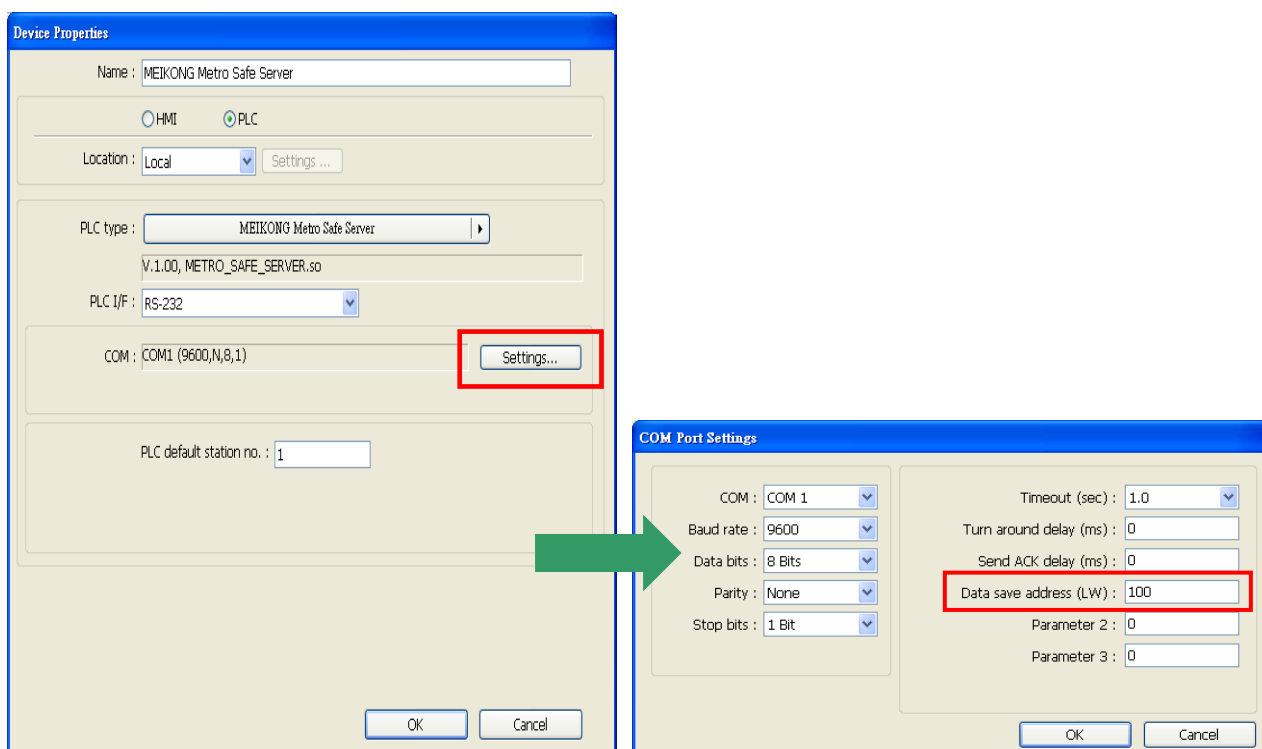 Device Properties
Name : MEIKONG Metro Safe Server
HMI PLC
Location : Local Settings ...
PLC type : MEIKONG Metro Safe Server
V.1.00, METRO_SAFE_SERVER.so
PLC I/F : RS-232
COM : COM1 (9600,N,8,1) Settings...
PLC default station no. : 1
OK Cancel
COM Port Settings
COM : COM 1 Timeout (sec) : 1.0
Baud rate : 9600 Turn around delay (ms) : 0
Data bits : 8 Bits Send ACK delay (ms) : 0
Parity : None Data save address (LW) : 100
Stop bits : 1 Bit Parameter 2 : 0
Parameter 3 : 0
OK Cancel